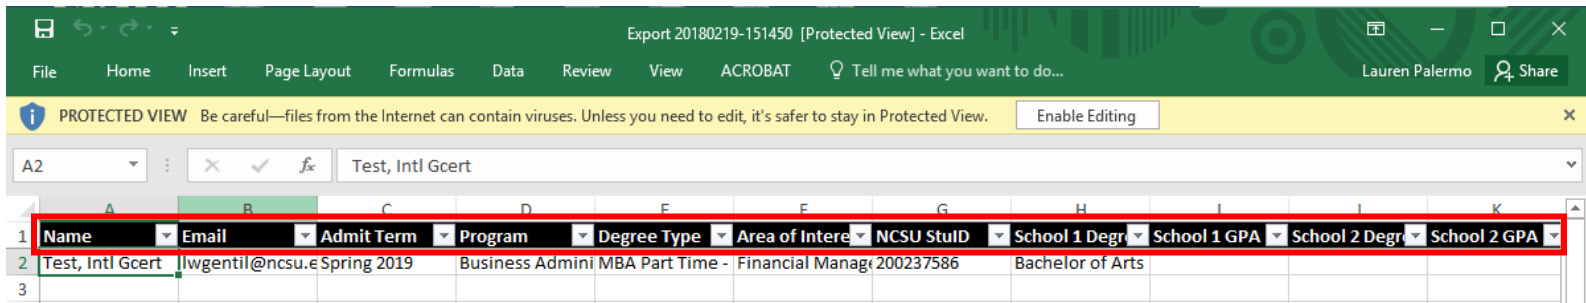 Export 20180219-151450 [Protected View] - Excel
File Home Insert Page Layout Formulas Data Review View ACROBAT Tell me what you want to do... Lauren Palermo Share
PROTECTED VIEW Be careful—files from the Internet can contain viruses. Unless you need to edit, it's safer to stay in Protected View. Enable Editing
A2 fx Test, Intl Gcert
A B C D E F G H I J K
1 Name Email Admit Term Program Degree Type Area of Intere NCSU StuID School 1 Degr School 1 GPA School 2 Degr School 2 GPA
2 Test, Intl Gcert llwgentil@ncsu.e Spring 2019 Business Admini MBA Part Time - Financial Manag 200237586 Bachelor of Arts
3